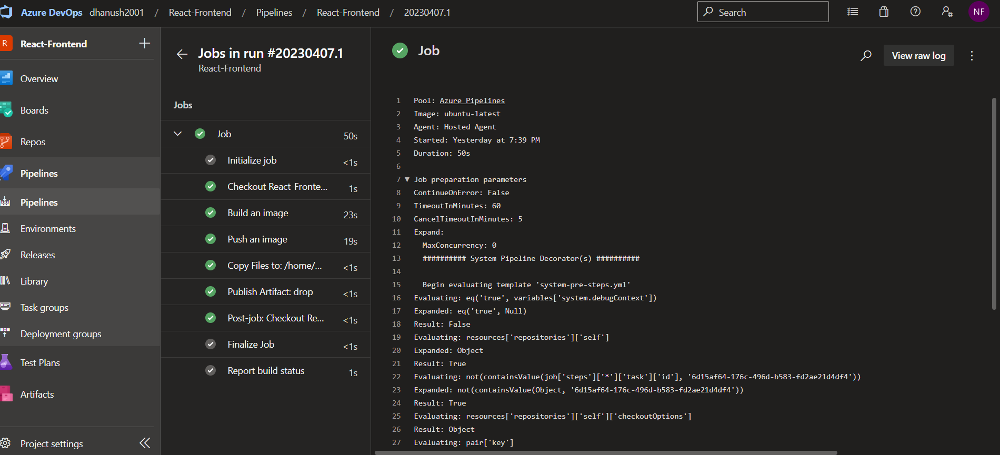 Azure DevOps dhanush2001 / React-Frontend / Pipelines / React-Frontend / 20230407.1
Search
NF
R React-Frontend
Overview
Boards
Repos
Pipelines
Pipelines
Environments
Releases
Library
Task groups
Deployment groups
Test Plans
Artifacts
Project settings
Jobs in run #20230407.1
React-Frontend
Jobs
Job 50s
Initialize job <1s
Checkout React-Fronte... 1s
Build an image 23s
Push an image 19s
Copy Files to: /home/... <1s
Publish Artifact: drop <1s
Post-job: Checkout Re... <1s
Finalize Job <1s
Report build status 1s
Job
View raw log
1 Pool: Azure Pipelines
2 Image: ubuntu-latest
3 Agent: Hosted Agent
4 Started: Yesterday at 7:39 PM
5 Duration: 50s
6
7 Job preparation parameters
8 ContinueOnError: False
9 TimeoutInMinutes: 60
10 CancelTimeoutInMinutes: 5
11 Expand:
12 MaxConcurrency: 0
13 ########## System Pipeline Decorator(s) ##########
14
15 Begin evaluating template 'system-pre-steps.yml'
16 Evaluating: eq('true', variables['system.debugContext'])
17 Expanded: eq('true', Null)
18 Result: False
19 Evaluating: resources['repositories']['self']
20 Expanded: Object
21 Result: True
22 Evaluating: not(containsValue(job['steps']['*']['task']['id'], '6d15af64-176c-496d-b583-fd2ae21d4df4'))
23 Expanded: not(containsValue(Object, '6d15af64-176c-496d-b583-fd2ae21d4df4'))
24 Result: True
25 Evaluating: resources['repositories']['self']['checkoutOptions']
26 Result: Object
27 Evaluating: pair['key']